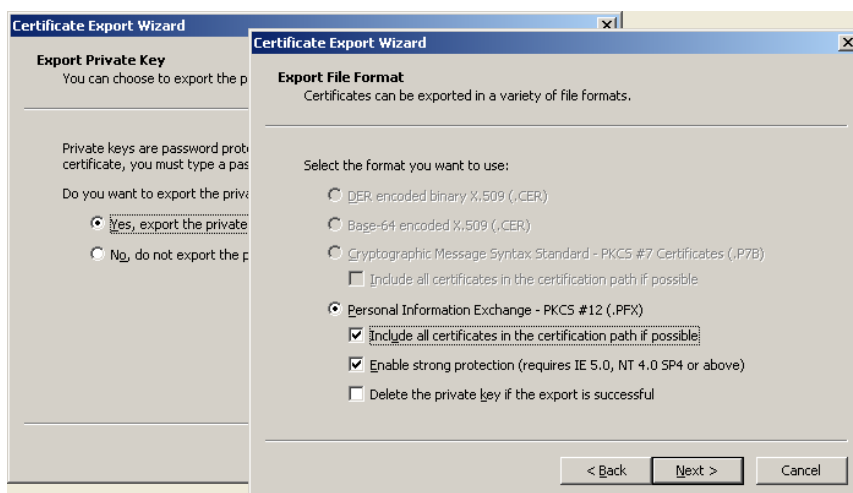 Certificate Export Wizard
Export Private Key
You can choose to export the p
Private keys are password prote
certificate, you must type a pas
Do you want to export the priva
Yes, export the private
No, do not export the p
Certificate Export Wizard
Export File Format
Certificates can be exported in a variety of file formats.
Select the format you want to use:
DER encoded binary X.509 (.CER)
Base-64 encoded X.509 (.CER)
Cryptographic Message Syntax Standard - PKCS #7 Certificates (.P7B)
Include all certificates in the certification path if possible
Personal Information Exchange - PKCS #12 (.PFX)
Include all certificates in the certification path if possible
Enable strong protection (requires IE 5.0, NT 4.0 SP4 or above)
Delete the private key if the export is successful
< Back
Next >
Cancel